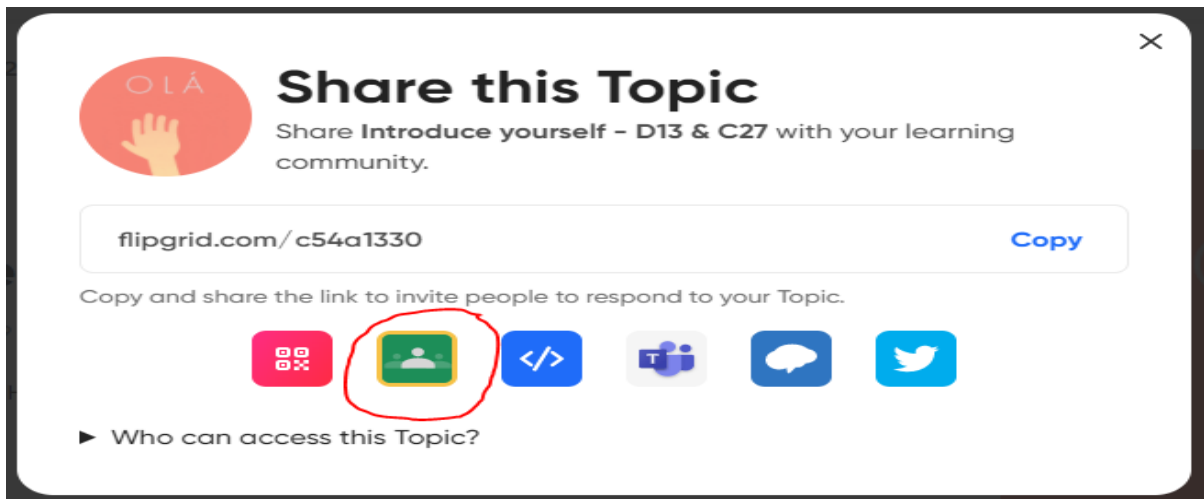 OLÁ
Share this Topic
Share Introduce yourself - D13 & C27 with your learning
community.
flipgrid.com/c54a1330
Copy
Copy and share the link to invite people to respond to your Topic.
</>
T
► Who can access this Topic?